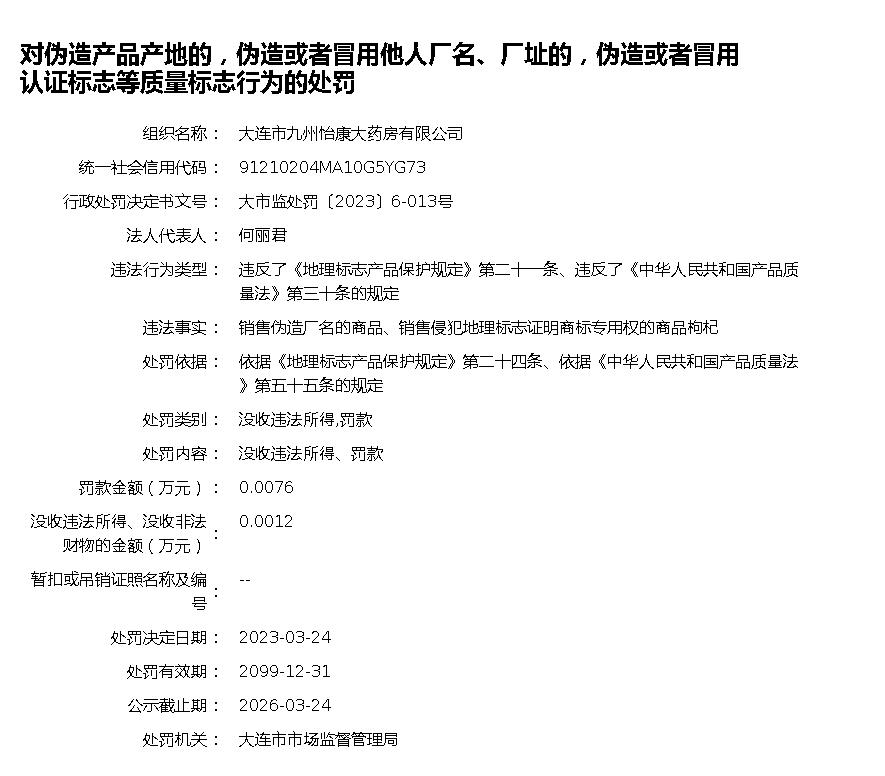 对伪造产品产地的，伪造或者冒用他人厂名、厂址的，伪造或者冒用
认证标志等质量标志行为的处罚
组织名称： 大连市九州怡康大药房有限公司
统一社会信用代码： 91210204MA10G5YG73
行政处罚决定书文号： 大市监处罚〔2023〕6-013号
法人代表人： 何丽君
违法行为类型： 违反了《地理标志产品保护规定》第二十一条、违反了《中华人民共和国产品质
量法》第三十条的规定
违法事实： 销售伪造厂名的商品、销售侵犯地理标志证明商标专用权的商品枸杞
处罚依据： 依据《地理标志产品保护规定》第二十四条、依据《中华人民共和国产品质量法
》第五十五条的规定
处罚类别： 没收违法所得,罚款
处罚内容： 没收违法所得、罚款
罚款金额（万元）： 0.0076
没收违法所得、没收非法
财物的金额（万元）： 0.0012
暂扣或吊销证照名称及编
号： --
处罚决定日期： 2023-03-24
处罚有效期： 2099-12-31
公示截止期： 2026-03-24
处罚机关： 大连市市场监督管理局